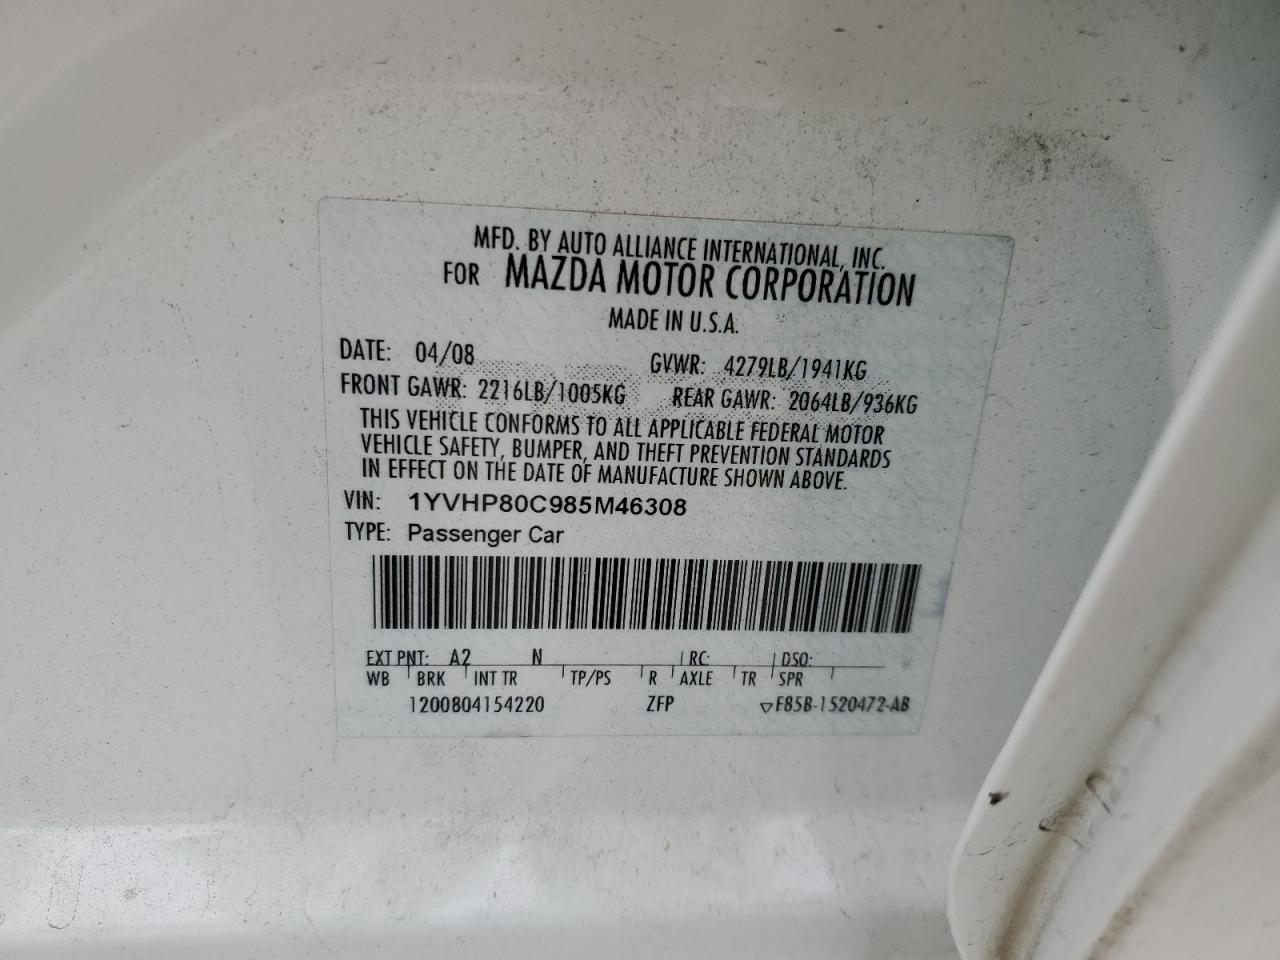 MFD. BY AUTO ALLIANCE INTERNATIONAL, INC.
FOR MAZDA MOTOR CORPORATION
MADE IN U.S.A.
DATE: 04/08 GVWR: 4279LB/1941KG
FRONT GAWR: 2216LB/1005KG REAR GAWR: 2064LB/936KG
THIS VEHICLE CONFORMS TO ALL APPLICABLE FEDERAL MOTOR
VEHICLE SAFETY, BUMPER, AND THEFT PREVENTION STANDARDS
IN EFFECT ON THE DATE OF MANUFACTURE SHOWN ABOVE.
VIN: 1YVHP80C985M46308
TYPE: Passenger Car
EXT PNT: A2 N RC: DSO:
WB BRK INT TR TP/PS R AXLE TR SPR
1200804154220 ZFP ▽F85B-1520472-AB